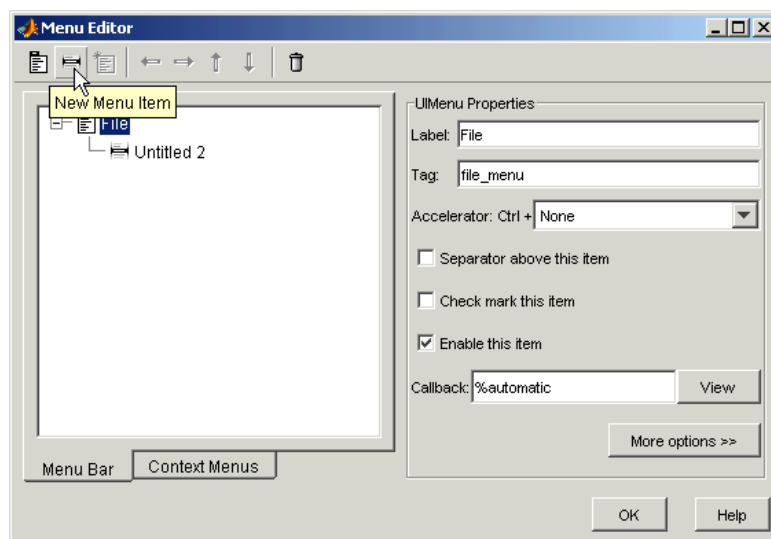 Menu Editor
New Menu Item
File
Untitled 2
Menu Bar
Context Menus
UIMenu Properties
Label: File
Tag: file_menu
Accelerator: Ctrl + None
Separator above this item
Check mark this item
Enable this item
Callback: %automatic View
More options >>
OK Help